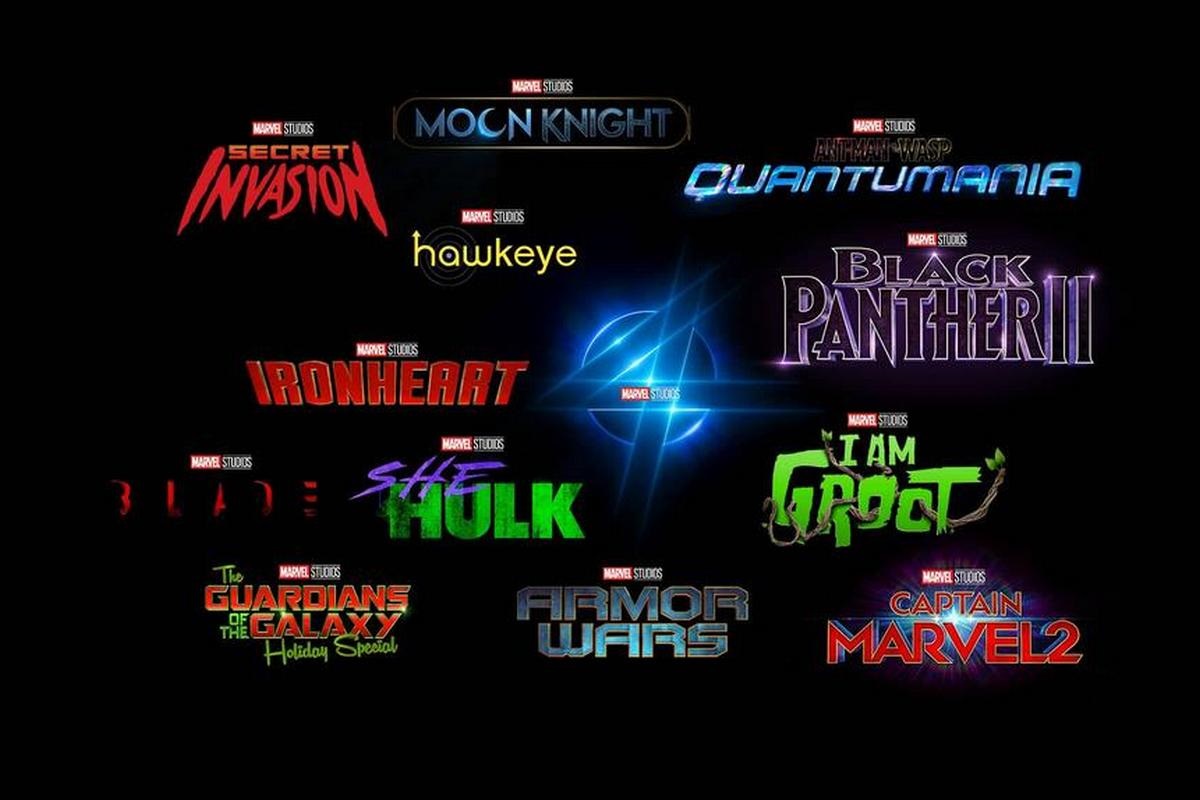 MARVEL STUDIOS
MOON KNIGHT
MARVEL STUDIOS
SECRET
INVASION
MARVEL STUDIOS
ANT-MAN AND THE WASP
QUANTUMANIA
MARVEL STUDIOS
hawkeye
MARVEL STUDIOS
BLACK
PANTHER II
MARVEL STUDIOS
IRONHEART
4
MARVEL STUDIOS
MARVEL STUDIOS
I AM
GROOT
MARVEL STUDIOS
SHE
HULK
MARVEL STUDIOS
BLADE
MARVEL STUDIOS
The
GUARDIANS
OF THE GALAXY
Holiday Special
MARVEL STUDIOS
ARMOR
WARS
MARVEL STUDIOS
CAPTAIN
MARVEL 2